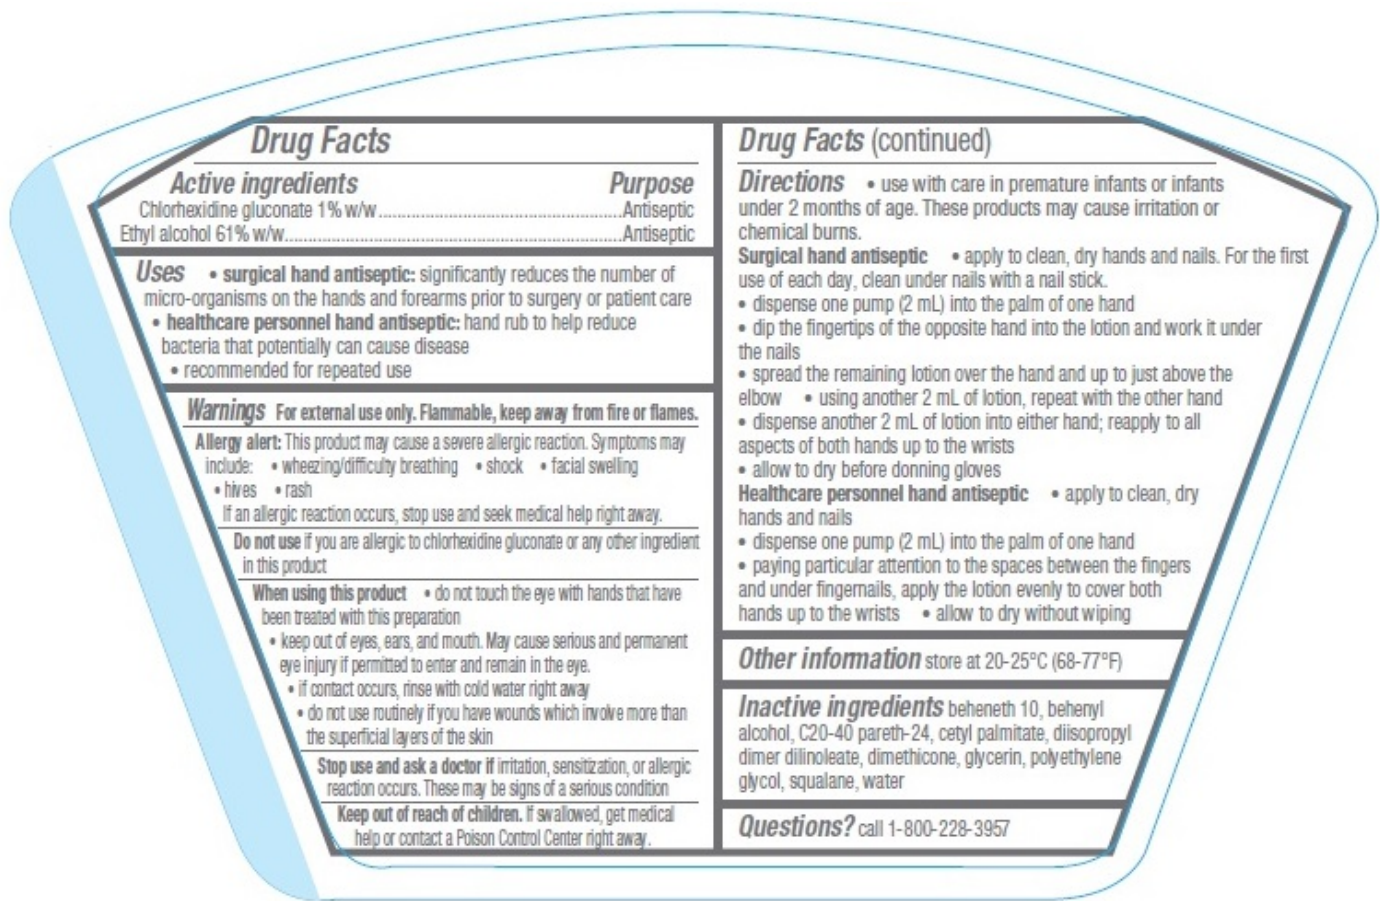 Drug Facts
Active ingredients Purpose
Chlorhexidine gluconate 1% w/w......................................................Antiseptic
Ethyl alcohol 61% w/w..........................................................................Antiseptic
Uses • surgical hand antiseptic: significantly reduces the number of
micro-organisms on the hands and forearms prior to surgery or patient care
• healthcare personnel hand antiseptic: hand rub to help reduce
bacteria that potentially can cause disease
• recommended for repeated use
Warnings For external use only. Flammable, keep away from fire or flames.
Allergy alert: This product may cause a severe allergic reaction. Symptoms may
include: • wheezing/difficulty breathing • shock • facial swelling
• hives • rash
If an allergic reaction occurs, stop use and seek medical help right away.
Do not use if you are allergic to chlorhexidine gluconate or any other ingredient
in this product
When using this product • do not touch the eye with hands that have
been treated with this preparation
• keep out of eyes, ears, and mouth. May cause serious and permanent
eye injury if permitted to enter and remain in the eye.
• if contact occurs, rinse with cold water right away
• do not use routinely if you have wounds which involve more than
the superficial layers of the skin
Stop use and ask a doctor if irritation, sensitization, or allergic
reaction occurs. These may be signs of a serious condition
Keep out of reach of children. If swallowed, get medical
help or contact a Poison Control Center right away.
Drug Facts (continued)
Directions • use with care in premature infants or infants
under 2 months of age. These products may cause irritation or
chemical burns.
Surgical hand antiseptic • apply to clean, dry hands and nails. For the first
use of each day, clean under nails with a nail stick.
• dispense one pump (2 mL) into the palm of one hand
• dip the fingertips of the opposite hand into the lotion and work it under
the nails
• spread the remaining lotion over the hand and up to just above the
elbow • using another 2 mL of lotion, repeat with the other hand
• dispense another 2 mL of lotion into either hand; reapply to all
aspects of both hands up to the wrists
• allow to dry before donning gloves
Healthcare personnel hand antiseptic • apply to clean, dry
hands and nails
• dispense one pump (2 mL) into the palm of one hand
• paying particular attention to the spaces between the fingers
and under fingernails, apply the lotion evenly to cover both
hands up to the wrists • allow to dry without wiping
Other information store at 20-25°C (68-77°F)
Inactive ingredients beheneth 10, behenyl
alcohol, C20-40 pareth-24, cetyl palmitate, diisopropyl
dimer dilinoleate, dimethicone, glycerin, polyethylene
glycol, squalane, water
Questions? call 1-800-228-3957